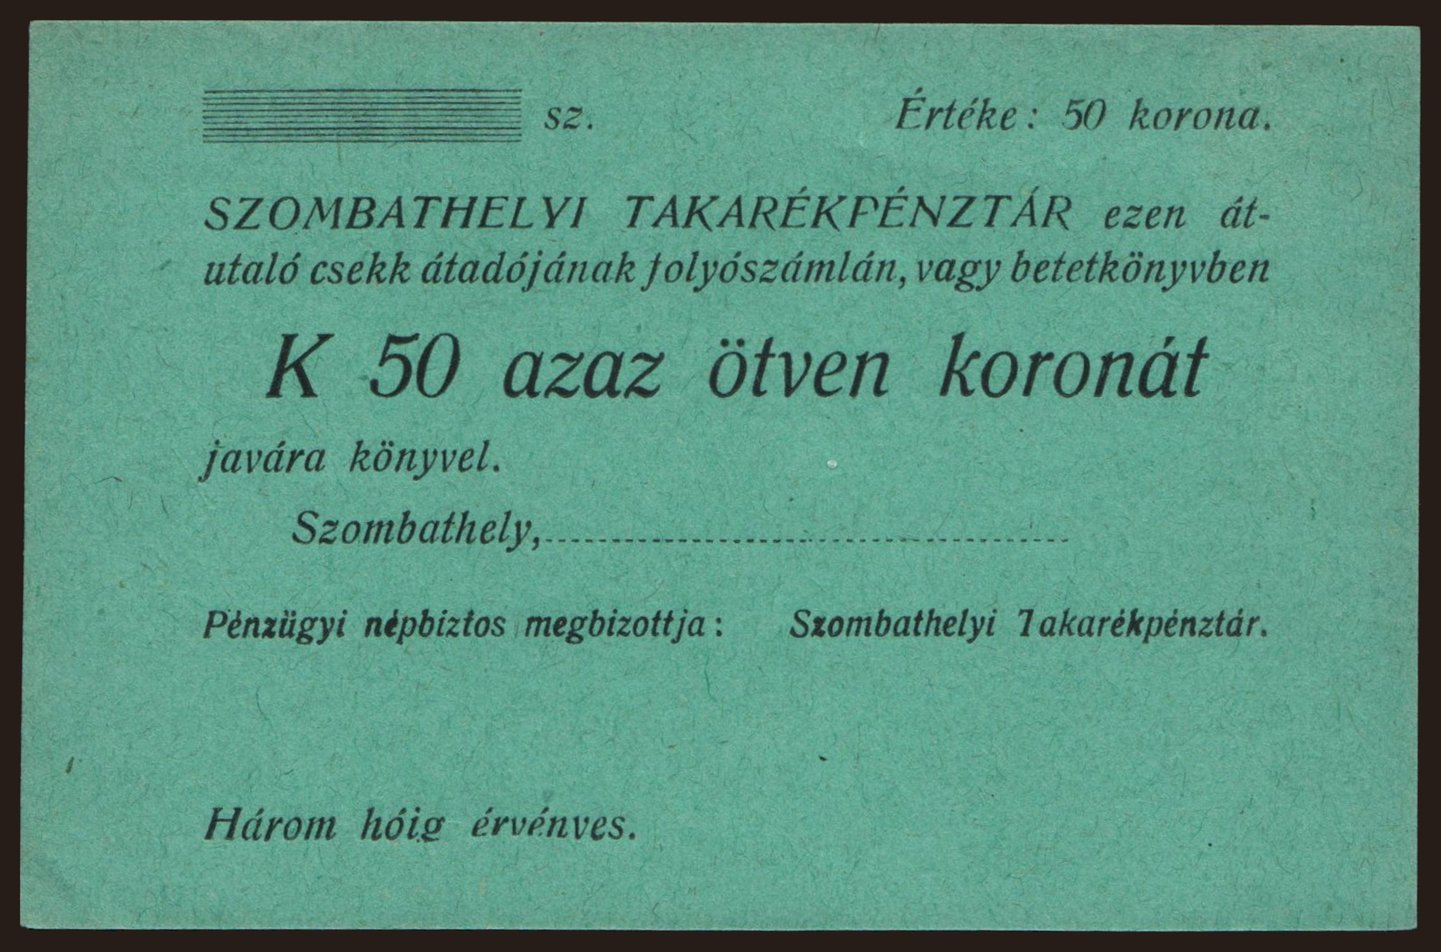 sz. Értéke: 50 korona.
SZOMBATHELYI TAKARÉKPÉNZTÁR ezen át-
utaló csekk átadójának folyószámlán, vagy betetkönyvben
K 50 azaz ötven koronát
javára könyvel.
Szombathely,
Pénzügyi népbiztos megbizottja: Szombathelyi Takarékpénztár.
Három hóig érvényes.